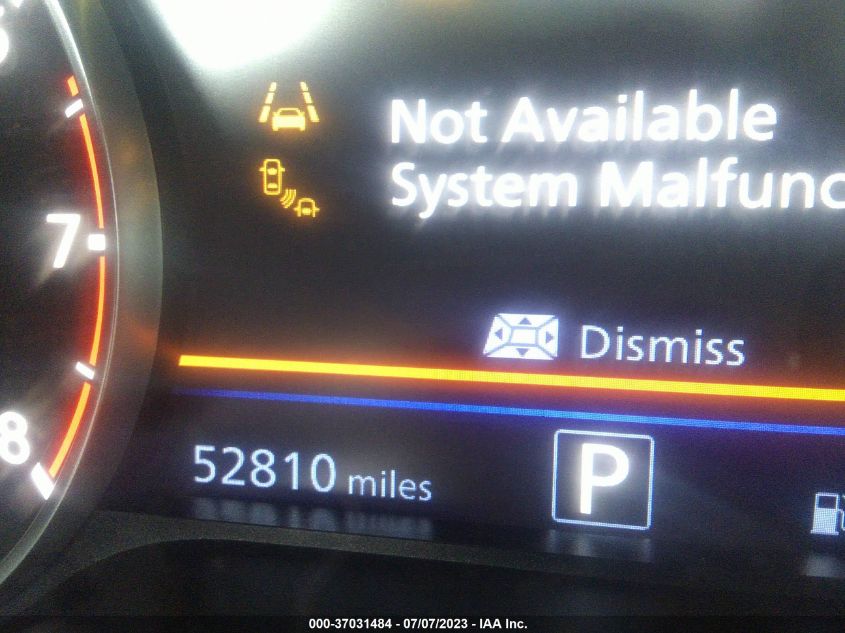 Not Available
System Malfunc
7
Dismiss
8
52810 miles
P
000-37031484 - 07/07/2023 - IAA Inc.